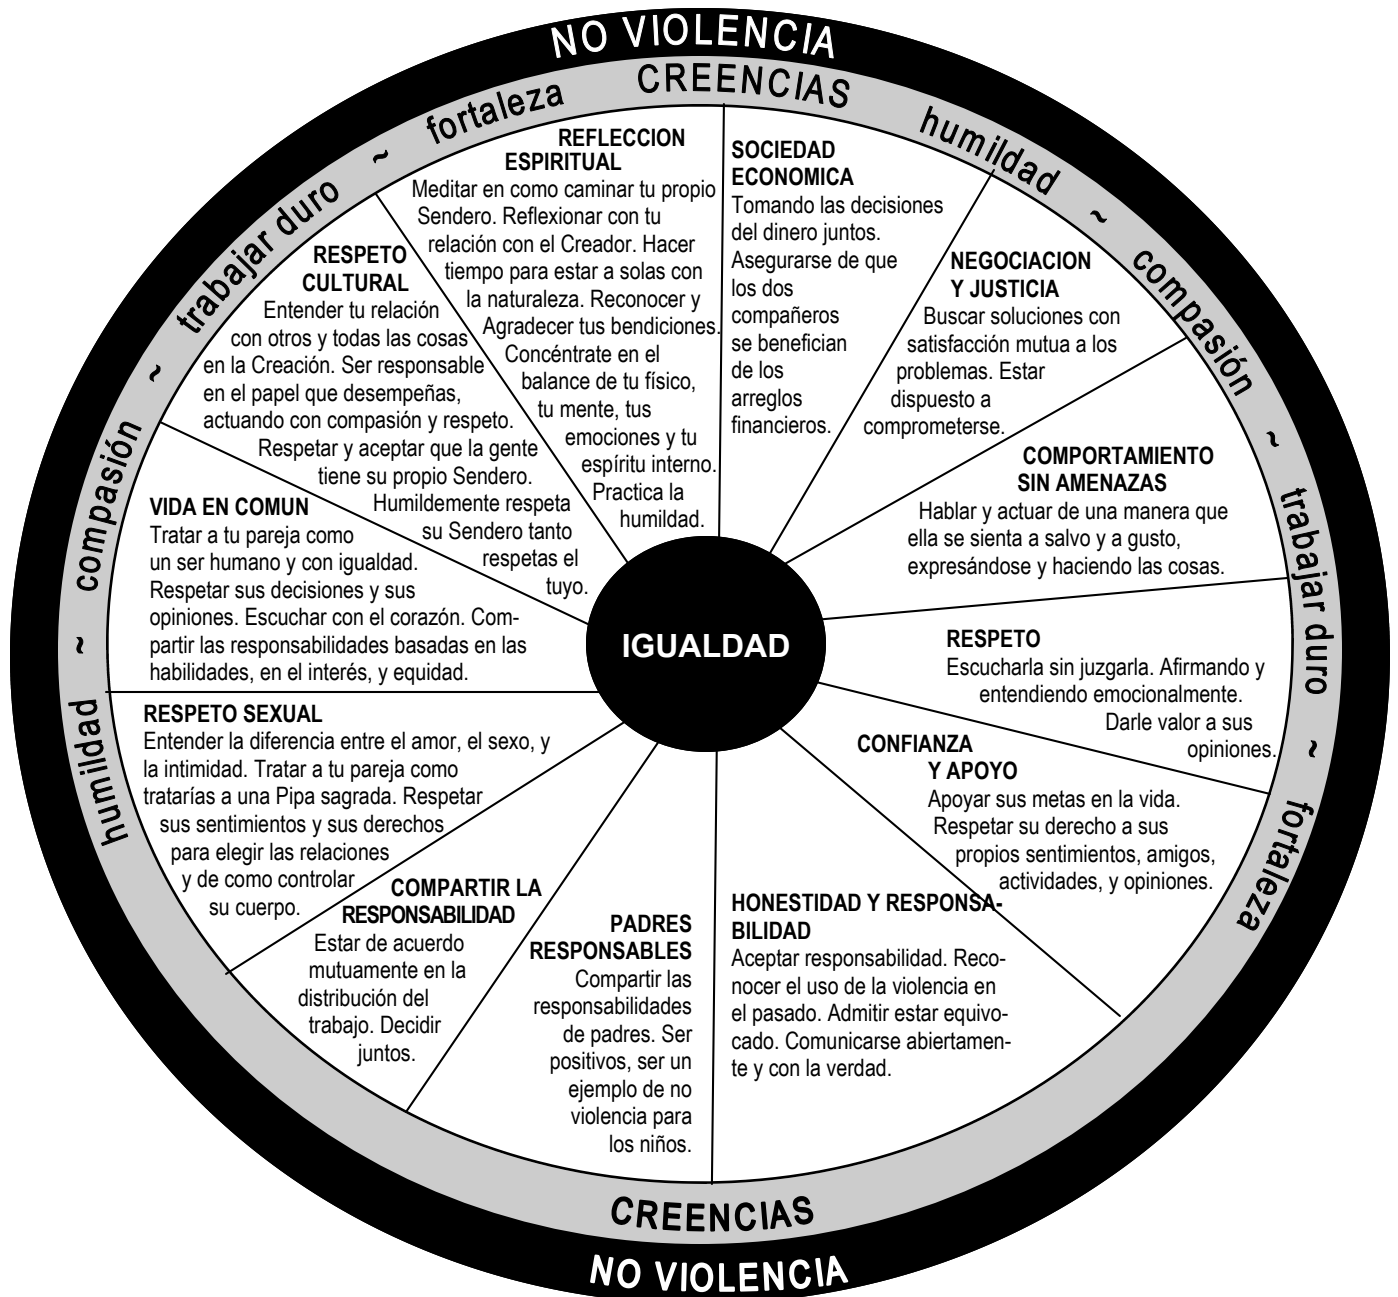 NO VIOLENCIA
CREENCIAS
humildad ~ compasión ~ trabajar duro ~ fortaleza
humildad ~ compasión ~ trabajar duro ~ fortaleza
REFLECCION
ESPIRITUAL
Meditar en como caminar tu propio
Sendero. Reflexionar con tu
relación con el Creador. Hacer
tiempo para estar a solas con
la naturaleza. Reconocer y
Agradecer tus bendiciones.
Concéntrate en el
balance de tu físico,
tu mente, tus
emociones y tu
espíritu interno.
Practica la
humildad.
SOCIEDAD
ECONOMICA
Tomando las decisiones
del dinero juntos.
Asegurarse de que
los dos
compañeros
se benefician
de los
arreglos
financieros.
NEGOCIACION
Y JUSTICIA
Buscar soluciones con
satisfacción mutua a los
problemas. Estar
dispuesto a
comprometerse.
COMPORTAMIENTO
SIN AMENAZAS
Hablar y actuar de una manera que
ella se sienta a salvo y a gusto,
expresándose y haciendo las cosas.
RESPETO
Escucharla sin juzgarla. Afirmando y
entendiendo emocionalmente.
Darle valor a sus
opiniones.
CONFIANZA
Y APOYO
Apoyar sus metas en la vida.
Respetar su derecho a sus
propios sentimientos, amigos,
actividades, y opiniones.
HONESTIDAD Y RESPONSA-
BILIDAD
Aceptar responsabilidad. Reco-
nocer el uso de la violencia en
el pasado. Admitir estar equivo-
cado. Comunicarse abiertamen-
te y con la verdad.
PADRES
RESPONSABLES
Compartir las
responsabilidades
de padres. Ser
positivos, ser un
ejemplo de no
violencia para
los niños.
COMPARTIR LA
RESPONSABILIDAD
Estar de acuerdo
mutuamente en la
distribución del
trabajo. Decidir
juntos.
RESPETO SEXUAL
Entender la diferencia entre el amor, el sexo, y
la intimidad. Tratar a tu pareja como
tratarías a una Pipa sagrada. Respetar
sus sentimientos y sus derechos
para elegir las relaciones
y de como controlar
su cuerpo.
VIDA EN COMUN
Tratar a tu pareja como
un ser humano y con igualdad.
Respetar sus decisiones y sus
opiniones. Escuchar con el corazón. Com-
partir las responsabilidades basadas en las
habilidades, en el interés, y equidad.
RESPETO
CULTURAL
Entender tu relación
con otros y todas las cosas
en la Creación. Ser responsable
en el papel que desempeñas,
actuando con compasión y respeto.
Respetar y aceptar que la gente
tiene su propio Sendero.
Humildemente respeta
su Sendero tanto
respetas el
tuyo.
IGUALDAD
CREENCIAS
NO VIOLENCIA